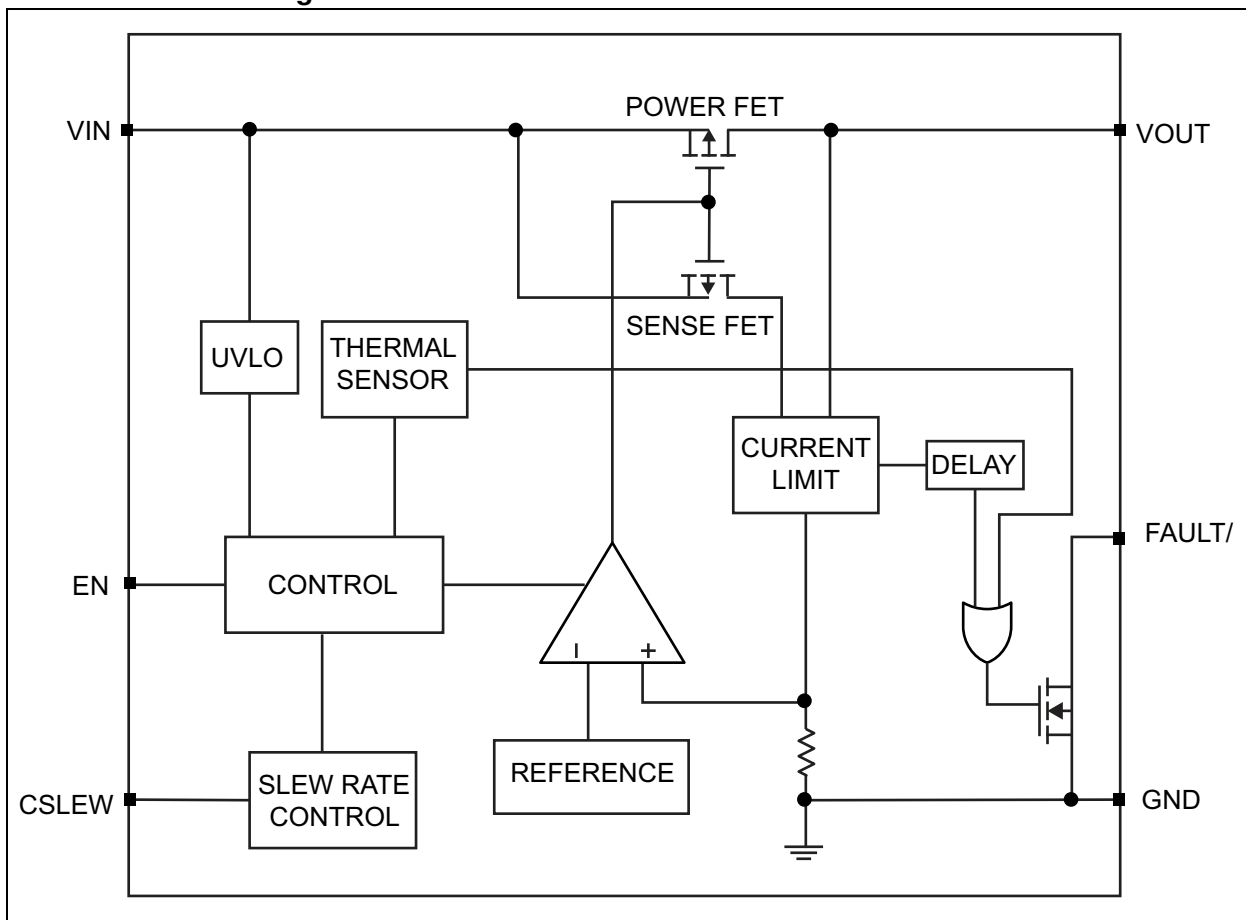 POWER FET
VIN
VOUT
SENSE FET
UVLO
THERMAL
SENSOR
CURRENT
LIMIT
DELAY
FAULT/
EN
CONTROL
– +
REFERENCE
SLEW RATE
CONTROL
CSLEW
GND